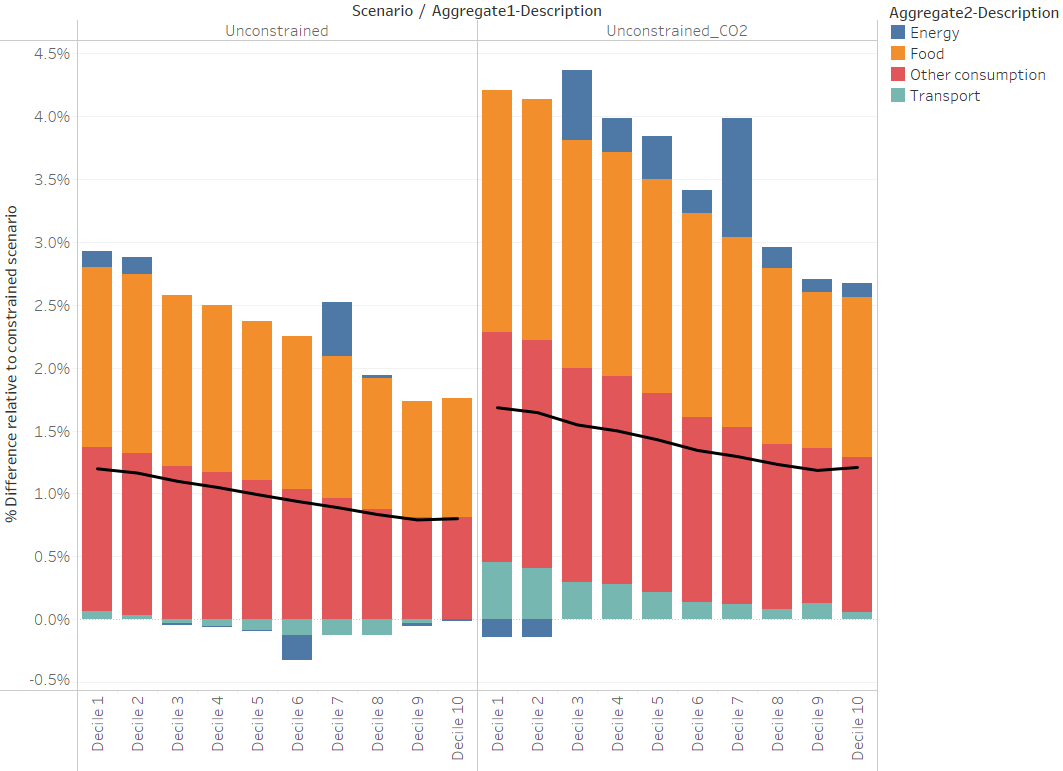 Scenario / Aggregate1-Description
Unconstrained
Unconstrained_CO2
Aggregate2-Description
Energy
Food
Other consumption
Transport
% Difference relative to constrained scenario
4.5%
4.0%
3.5%
3.0%
2.5%
2.0%
1.5%
1.0%
0.5%
0.0%
-0.5%
Decile 1
Decile 2
Decile 3
Decile 4
Decile 5
Decile 6
Decile 7
Decile 8
Decile 9
Decile 10
Decile 1
Decile 2
Decile 3
Decile 4
Decile 5
Decile 6
Decile 7
Decile 8
Decile 9
Decile 10